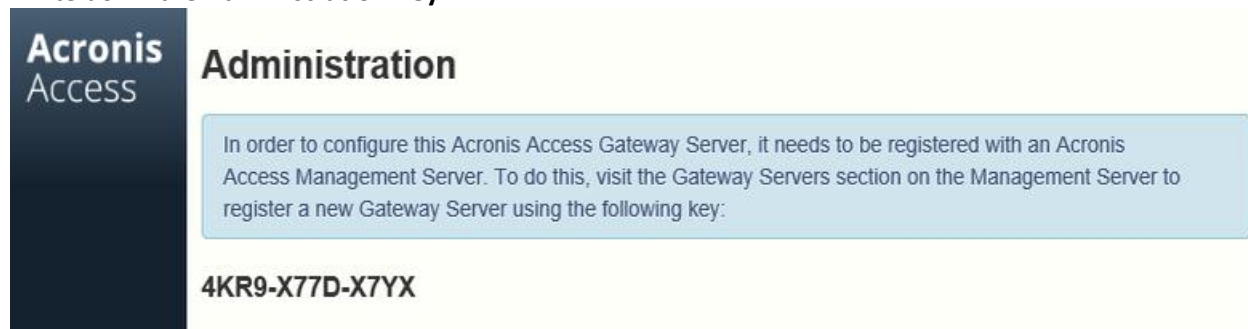 Acronis
Access
Administration
In order to configure this Acronis Access Gateway Server, it needs to be registered with an Acronis
Access Management Server. To do this, visit the Gateway Servers section on the Management Server to
register a new Gateway Server using the following key:
4KR9-X77D-X7YX